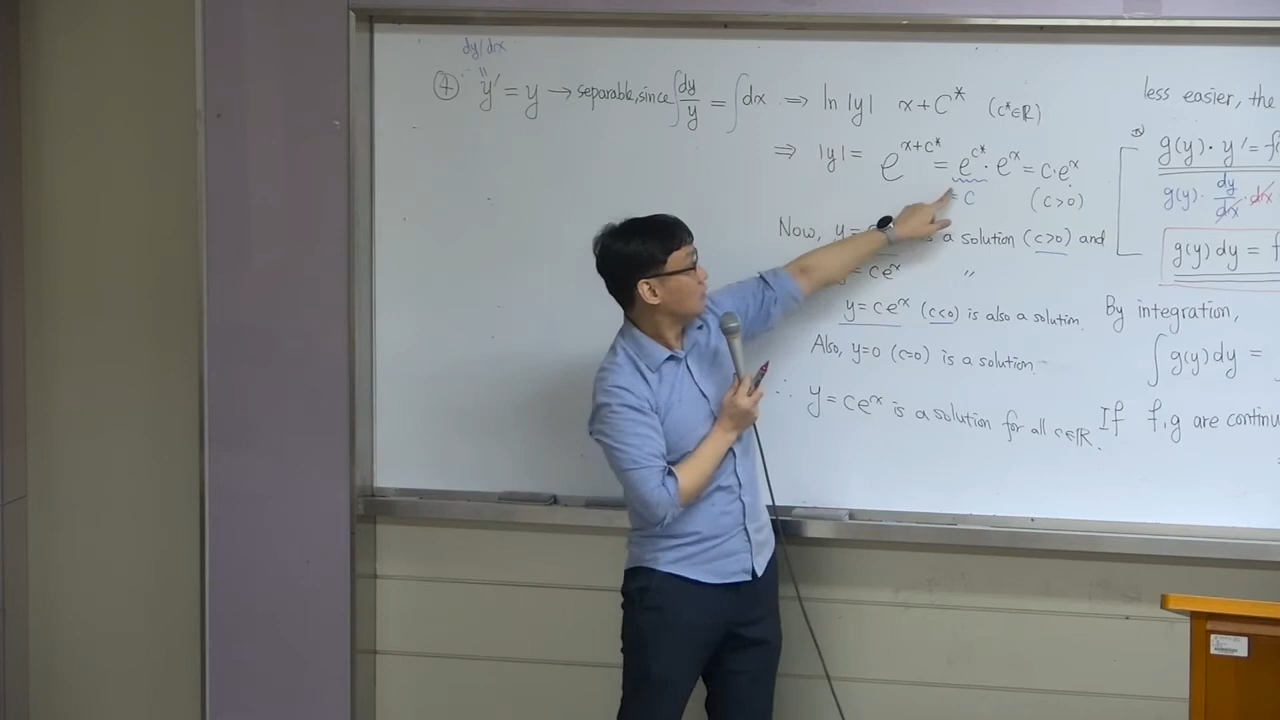 dy/dx
"
④ y' = y → separable, since ∫dy/y = ∫dx ⇒ ln |y| x + C* (c*∈ℝ)
⇒ |y| = e^{x+c*} = e^{c*} · e^x = c·e^x
= c (c>0)
Now, y = a solution (c>0) and
= ce^x "
y = ce^x (c<0) is also a solution.
Also, y=0 (c=0) is a solution.
∴ y = ce^x is a solution for all c∈ℝ.
less easier, the
g(y)·y' = f
g(y)· dy/dx · dx
g(y) dy = f
By integration,
∫ g(y) dy =
If f, g are continu